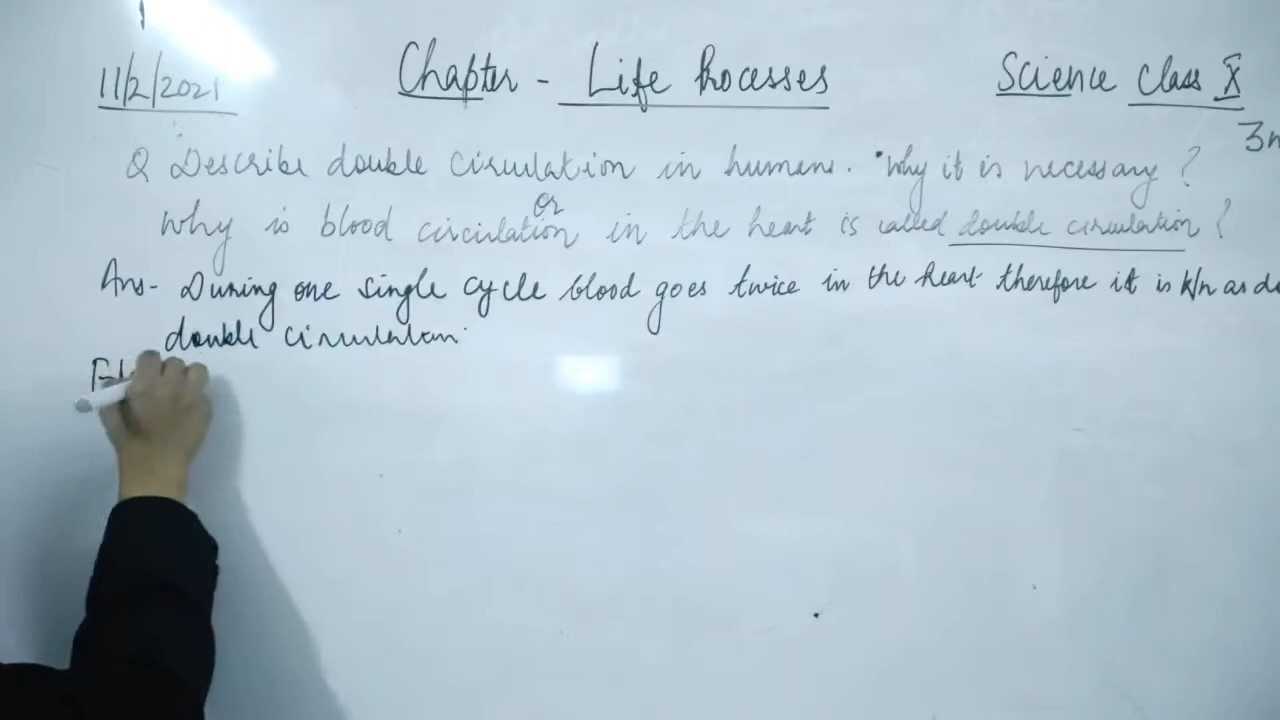 11/2/2021 Chapter - Life Processes Science Class X
3
Q Describe double circulation in humans. Why it is necessary?
or
Why is blood circulation in the heart is called double circulation?
Ans- During one single cycle blood goes twice in the heart therefore it is k/n as do
double circulation.